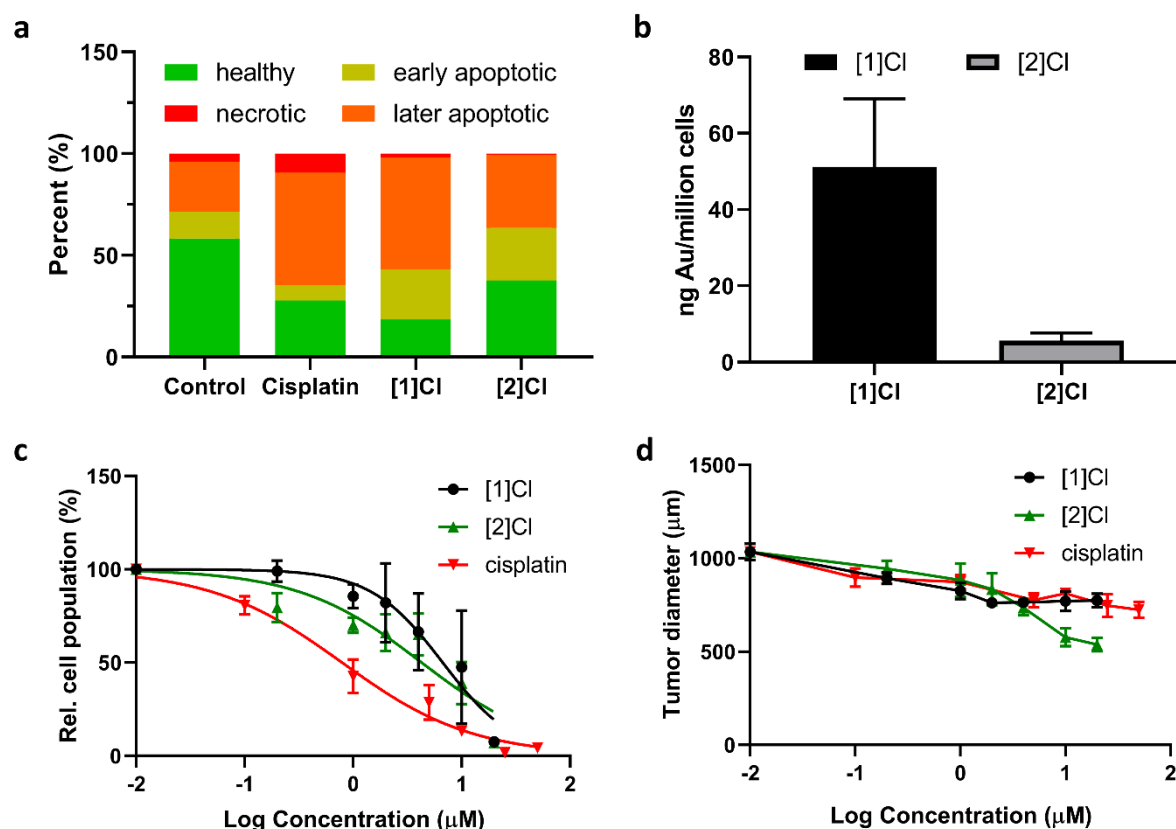 a
Percent (%)
150
100
50
0
healthy
early apoptotic
necrotic
later apoptotic
Control
Cisplatin
[1]Cl
[2]Cl
b
ng Au/million cells
80
60
40
20
0
[1]Cl
[2]Cl
[1]Cl
[2]Cl
c
Rel. cell population (%)
150
100
50
0
[1]Cl
[2]Cl
cisplatin
-2
-1
0
1
2
Log Concentration (μM)
d
Tumor diameter (μm)
1500
1000
500
0
[1]Cl
[2]Cl
cisplatin
-2
-1
0
1
2
Log Concentration (μM)